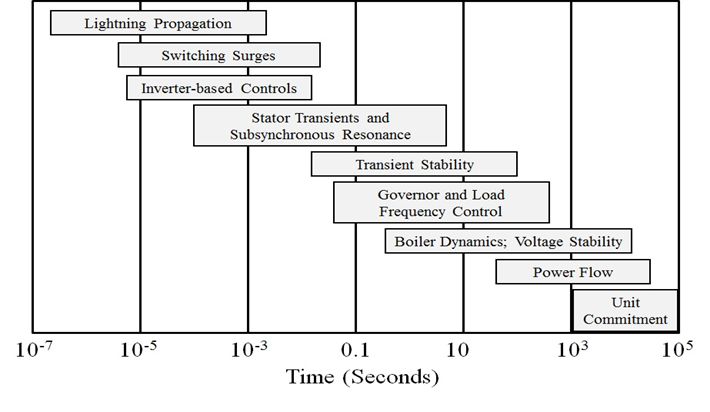 Lightning Propagation
Switching Surges
Inverter-based Controls
Stator Transients and
Subsynchronous Resonance
Transient Stability
Governor and Load
Frequency Control
Boiler Dynamics; Voltage Stability
Power Flow
Unit
Commitment
10⁻⁷ 10⁻⁵ 10⁻³ 0.1 10 10³ 10⁵
Time (Seconds)